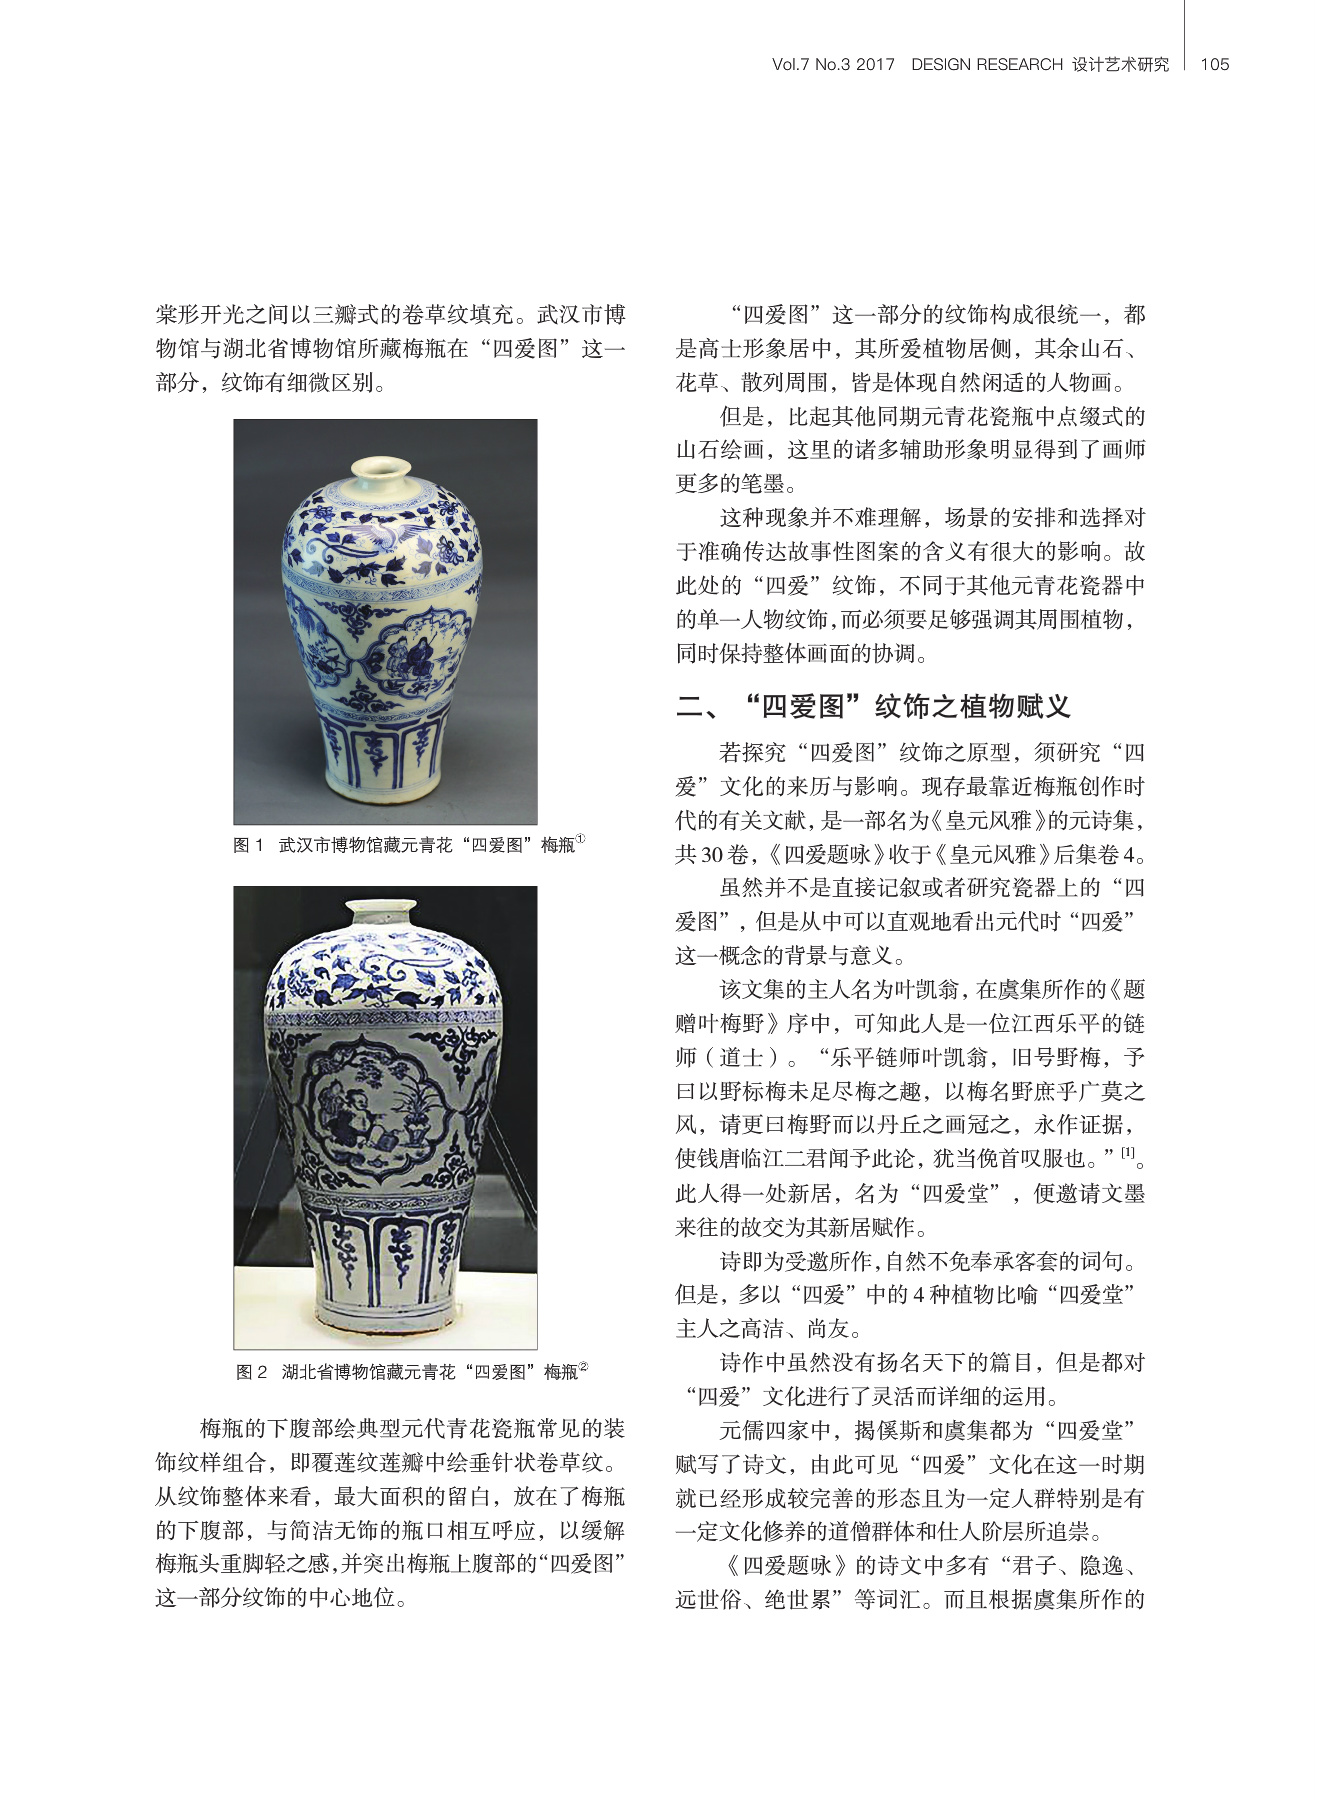 Vol.7 No.3 2017 DESIGN RESEARCH 设计艺术研究 105
棠形开光之间以三瓣式的卷草纹填充。武汉市博
物馆与湖北省博物馆所藏梅瓶在“四爱图”这一
部分，纹饰有细微区别。
图 1 武汉市博物馆藏元青花“四爱图”梅瓶①
图 2 湖北省博物馆藏元青花“四爱图”梅瓶②
梅瓶的下腹部绘典型元代青花瓷瓶常见的装
饰纹样组合，即覆莲纹莲瓣中绘垂针状卷草纹。
从纹饰整体来看，最大面积的留白，放在了梅瓶
的下腹部，与简洁无饰的瓶口相互呼应，以缓解
梅瓶头重脚轻之感，并突出梅瓶上腹部的“四爱图”
这一部分纹饰的中心地位。
“四爱图”这一部分的纹饰构成很统一，都
是高士形象居中，其所爱植物居侧，其余山石、
花草、散列周围，皆是体现自然闲适的人物画。
但是，比起其他同期元青花瓷瓶中点缀式的
山石绘画，这里的诸多辅助形象明显得到了画师
更多的笔墨。
这种现象并不难理解，场景的安排和选择对
于准确传达故事性图案的含义有很大的影响。故
此处的“四爱”纹饰，不同于其他元青花瓷器中
的单一人物纹饰，而必须要足够强调其周围植物，
同时保持整体画面的协调。
二、“四爱图”纹饰之植物赋义
若探究“四爱图”纹饰之原型，须研究“四
爱”文化的来历与影响。现存最靠近梅瓶创作时
代的有关文献，是一部名为《皇元风雅》的元诗集，
共 30 卷，《四爱题咏》收于《皇元风雅》后集卷 4。
虽然并不是直接记叙或者研究瓷器上的“四
爱图”，但是从中可以直观地看出元代时“四爱”
这一概念的背景与意义。
该文集的主人名为叶凯翁，在虞集所作的《题
赠叶梅野》序中，可知此人是一位江西乐平的链
师（道士）。“乐平链师叶凯翁，旧号野梅，予
曰以野标梅未足尽梅之趣，以梅名野庶乎广莫之
风，请更曰梅野而以丹丘之画冠之，永作证据，
使钱唐临江二君闻予此论，犹当俛首叹服也。”[1]。
此人得一处新居，名为“四爱堂”，便邀请文墨
来往的故交为其新居赋作。
诗即为受邀所作，自然不免奉承客套的词句。
但是，多以“四爱”中的 4 种植物比喻“四爱堂”
主人之高洁、尚友。
诗作中虽然没有扬名天下的篇目，但是都对
“四爱”文化进行了灵活而详细的运用。
元儒四家中，揭傒斯和虞集都为“四爱堂”
赋写了诗文，由此可见“四爱”文化在这一时期
就已经形成较完善的形态且为一定人群特别是有
一定文化修养的道僧群体和仕人阶层所追崇。
《四爱题咏》的诗文中多有“君子、隐逸、
远世俗、绝世累”等词汇。而且根据虞集所作的